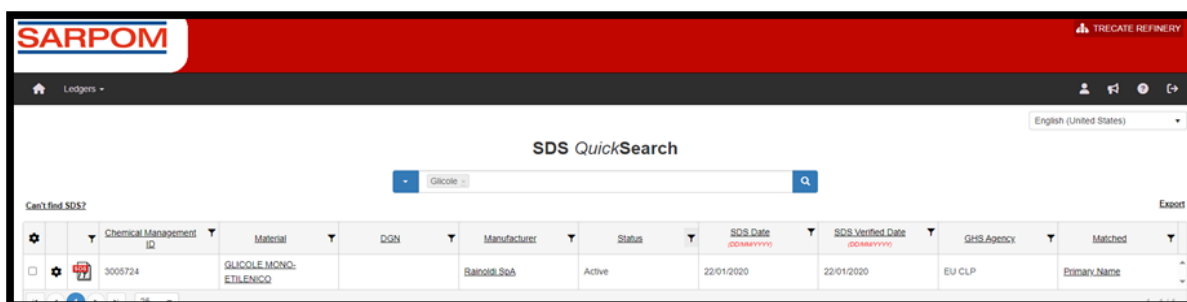 SARPOM
TRECATE REFINERY
Ledgers
English (United States)
SDS QuickSearch
Glicole
Can't find SDS?
Export
Chemical Management ID Material DGN Manufacturer Status SDS Date (DD/MM/YYYY) SDS Verified Date (DD/MM/YYYY) GHS Agency Matched
SDS 3005724 GLICOLE MONO-ETILENICO Rainoldi SpA Active 22/01/2020 22/01/2020 EU CLP Primary Name